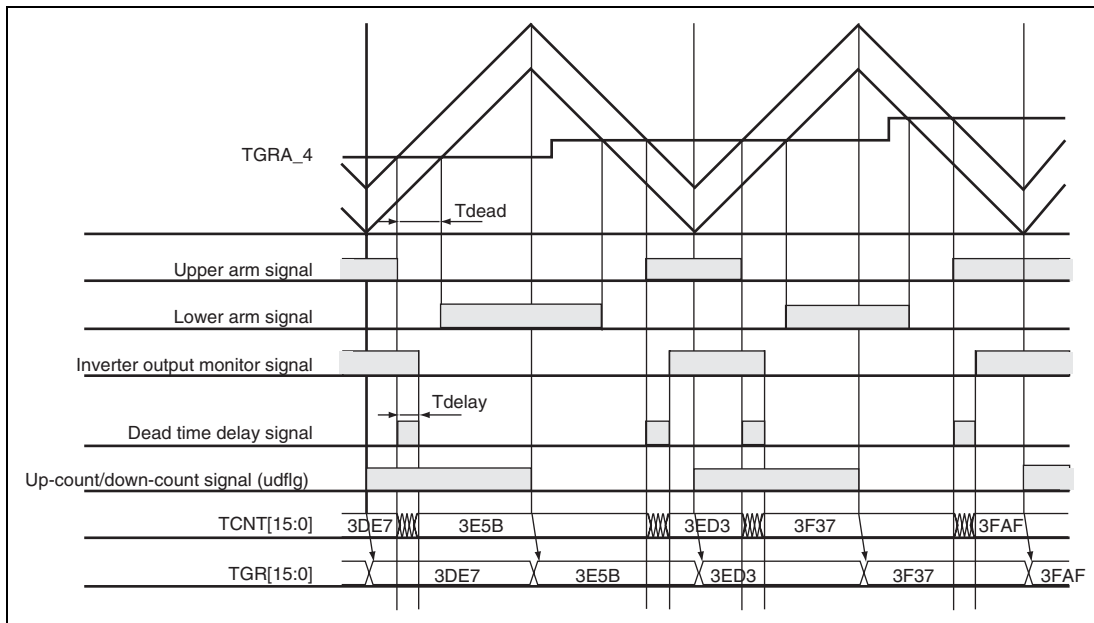 TGRA_4
Tdead
Upper arm signal
Lower arm signal
Inverter output monitor signal
Tdelay
Dead time delay signal
Up-count/down-count signal (udflg)
TCNT[15:0] 3DE7 3E5B 3ED3 3F37 3FAF
TGR[15:0] 3DE7 3E5B 3ED3 3F37 3FAF